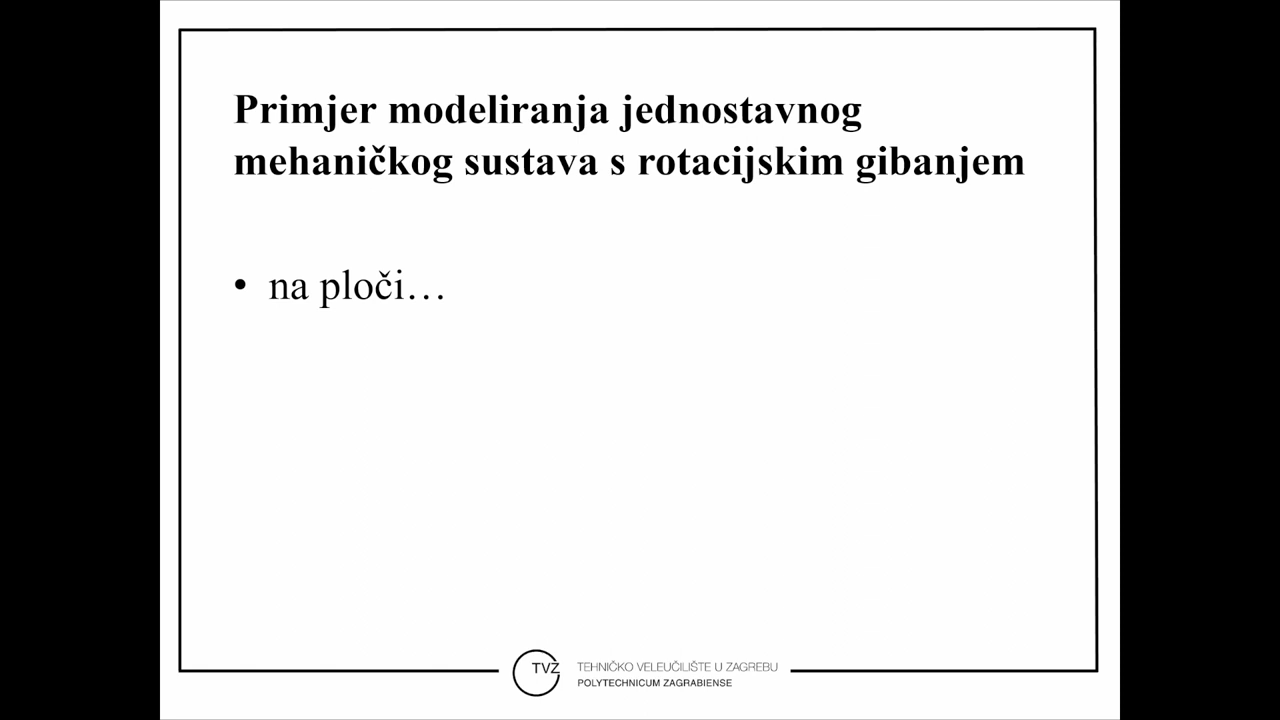 Primjer modeliranja jednostavnog
mehaničkog sustava s rotacijskim gibanjem
• na ploči…
TVZ
TEHNIČKO VELEUČILIŠTE U ZAGREBU
POLYTECHNICUM ZAGRABIENSE